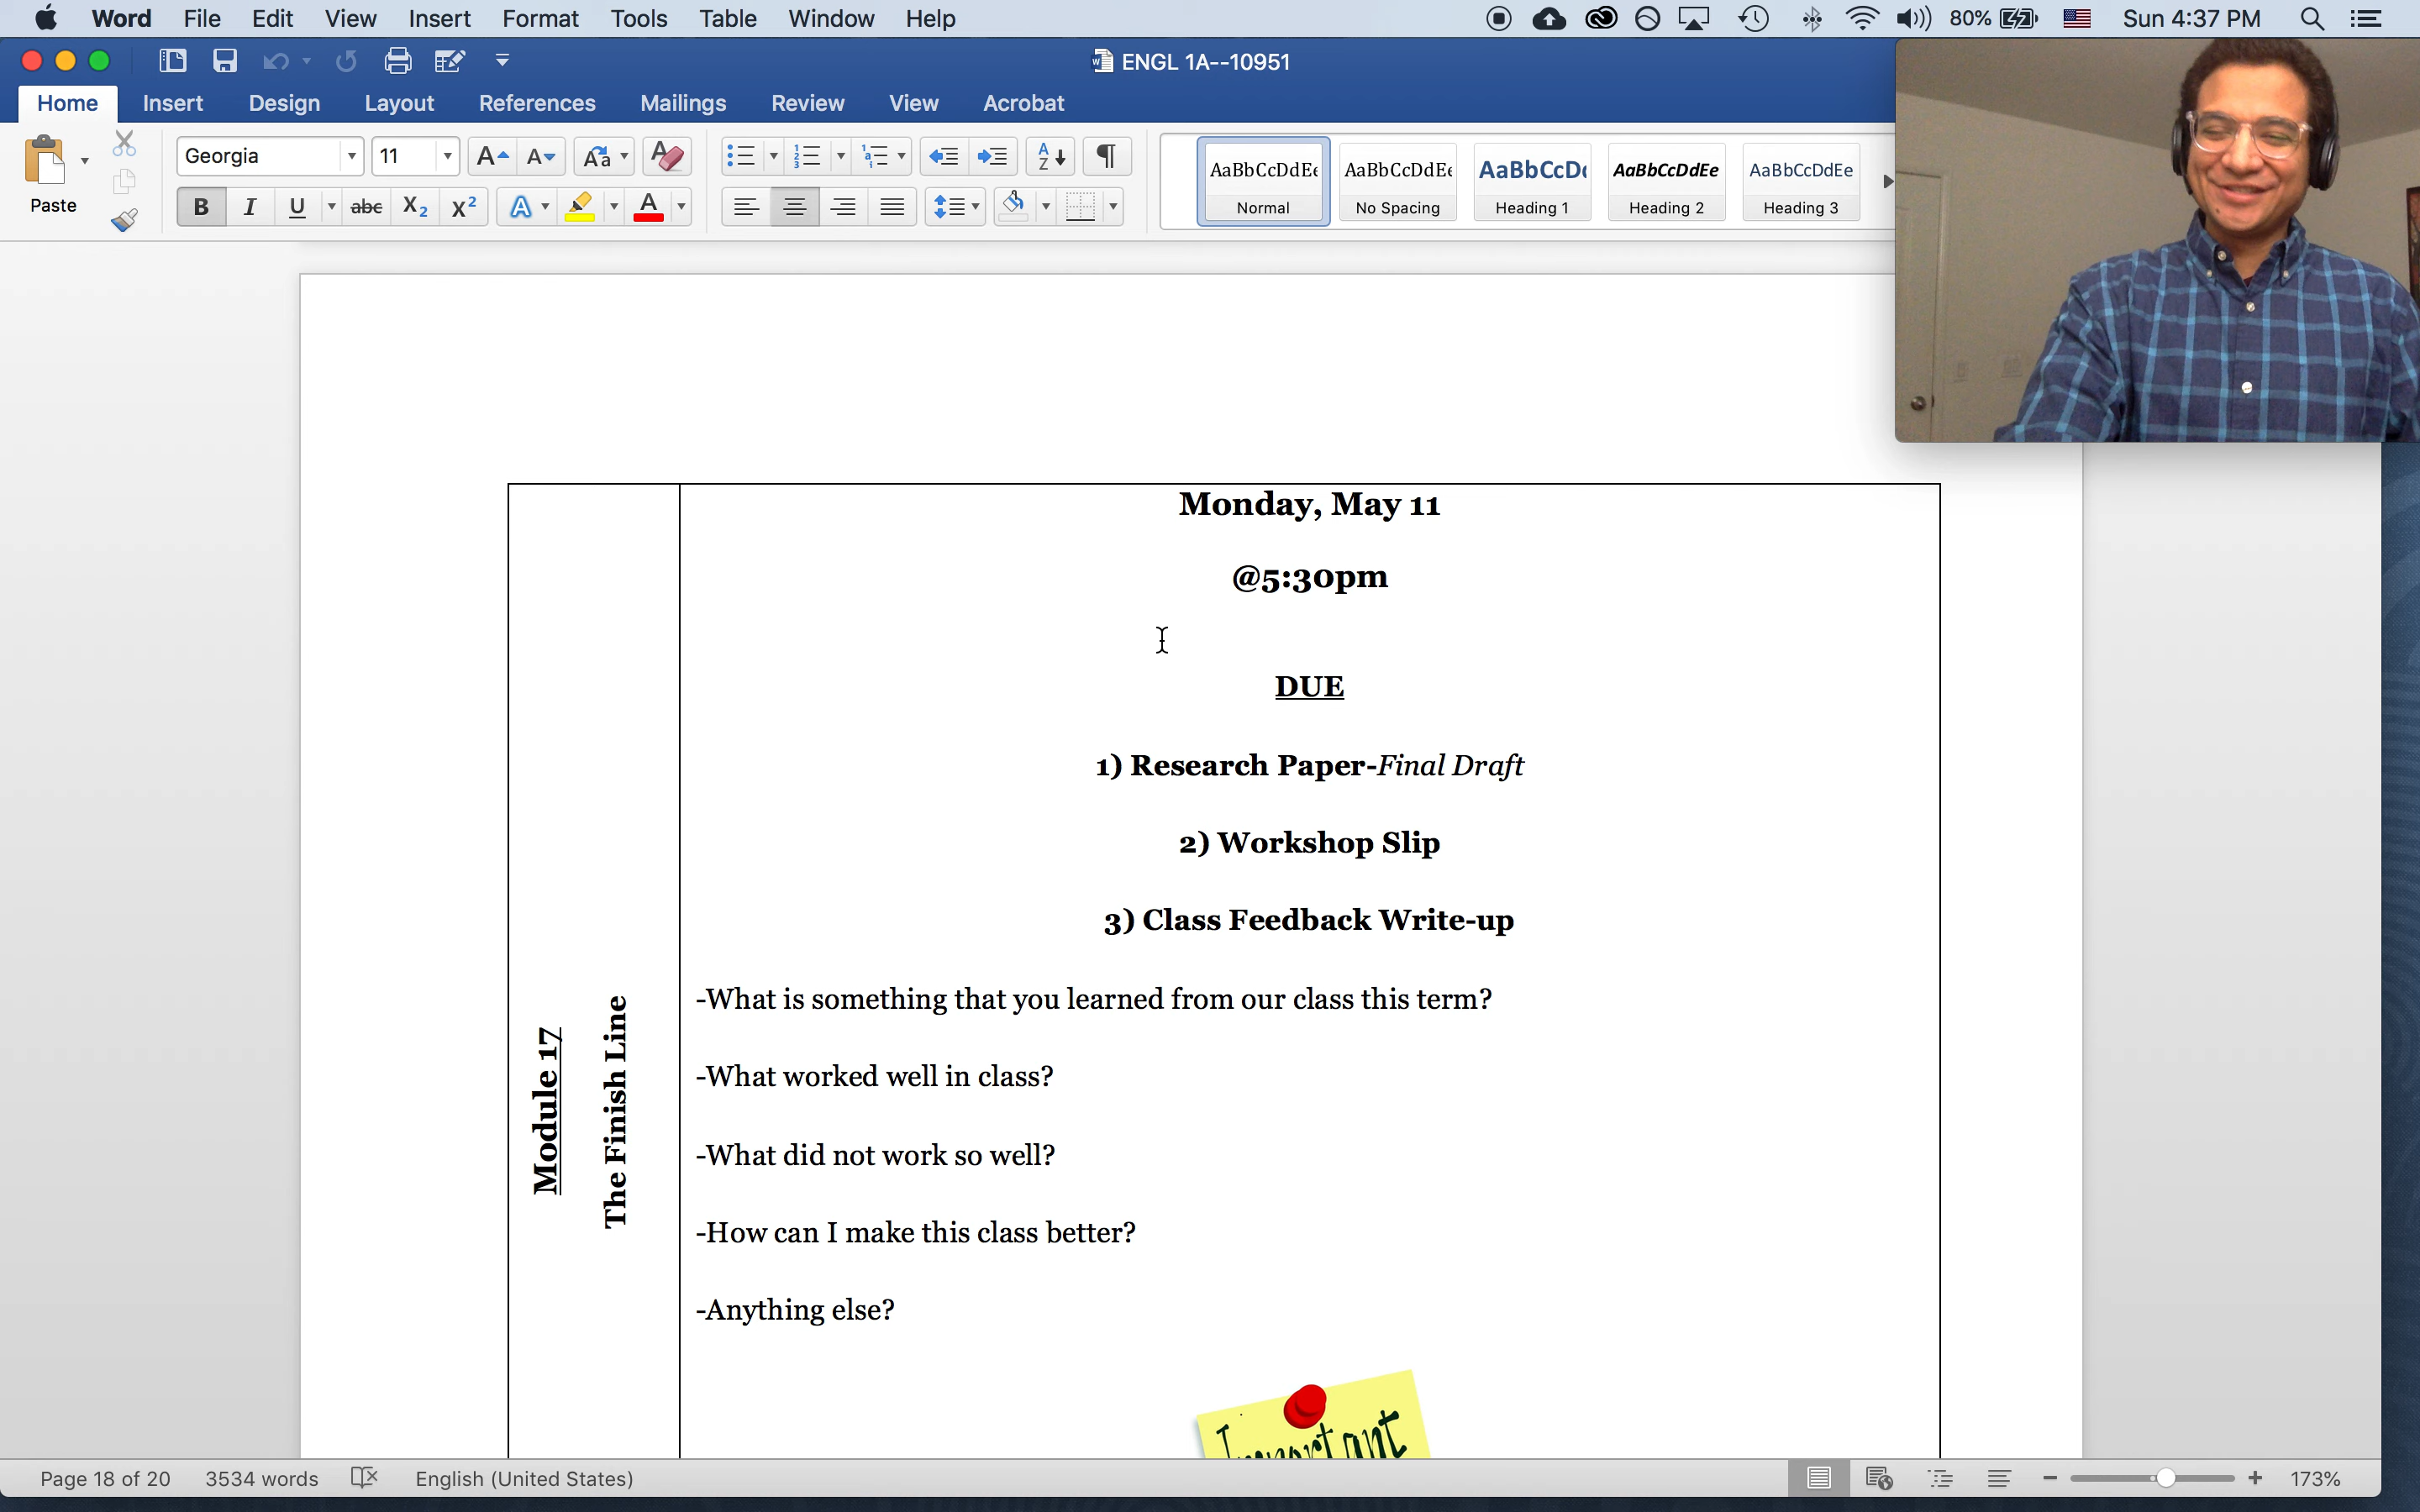 Word File Edit View Insert Format Tools Table Window Help 80% Sun 4:37 PM
ENGL 1A--10951
Home Insert Design Layout References Mailings Review View Acrobat
Paste
Georgia 11
AaBbCcDdEe AaBbCcDdEe AaBbCcDd AaBbCcDdEe AaBbCcDdEe
Normal No Spacing Heading 1 Heading 2 Heading 3
Monday, May 11
@5:30pm
DUE
1) Research Paper-Final Draft
2) Workshop Slip
3) Class Feedback Write-up
Module 17
The Finish Line
-What is something that you learned from our class this term?
-What worked well in class?
-What did not work so well?
-How can I make this class better?
-Anything else?
Important
Page 18 of 20 3534 words English (United States) 173%